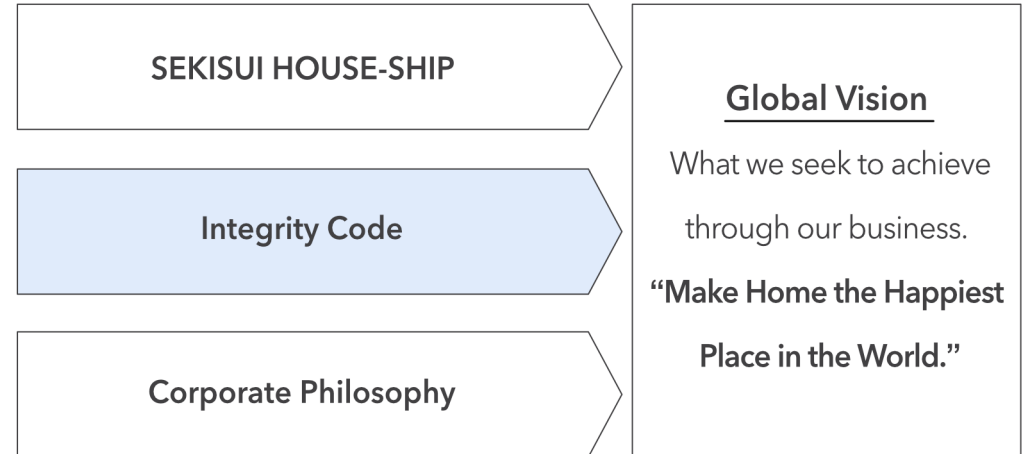 SEKISUI HOUSE-SHIP
Integrity Code
Corporate Philosophy
Global Vision
What we seek to achieve
through our business.
“Make Home the Happiest
Place in the World.”